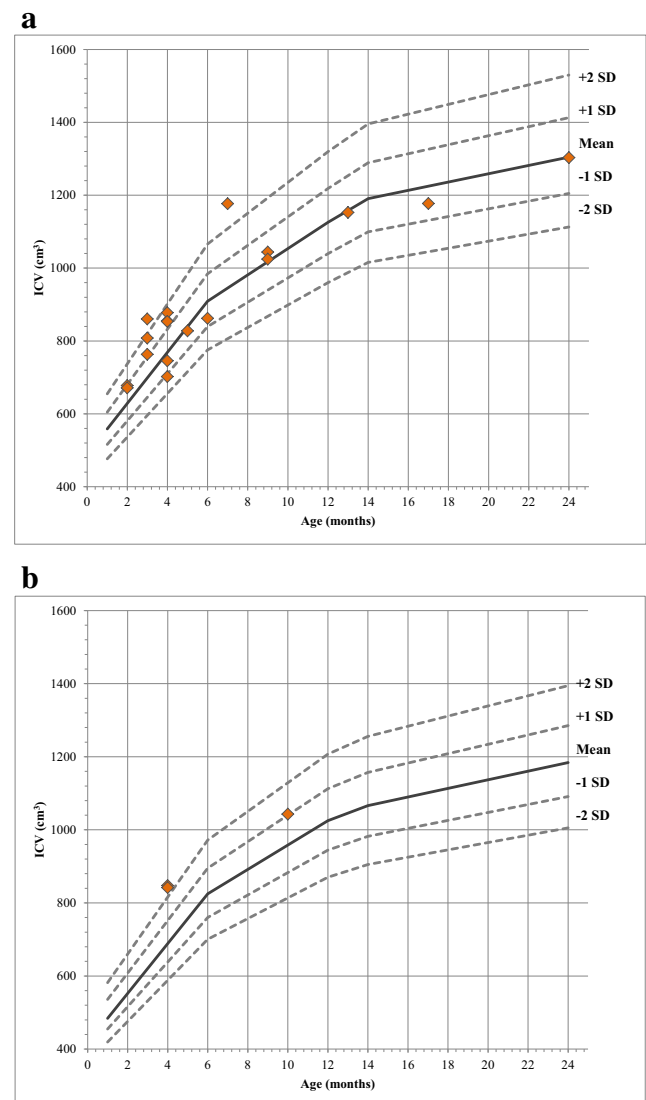 a
1600
1400
1200
1000
800
600
400
ICV (cm³)
0 2 4 6 8 10 12 14 16 18 20 22 24
Age (months)
+2 SD
+1 SD
Mean
-1 SD
-2 SD
b
1600
1400
1200
1000
800
600
400
ICV (cm³)
0 2 4 6 8 10 12 14 16 18 20 22 24
Age (months)
+2 SD
+1 SD
Mean
-1 SD
-2 SD